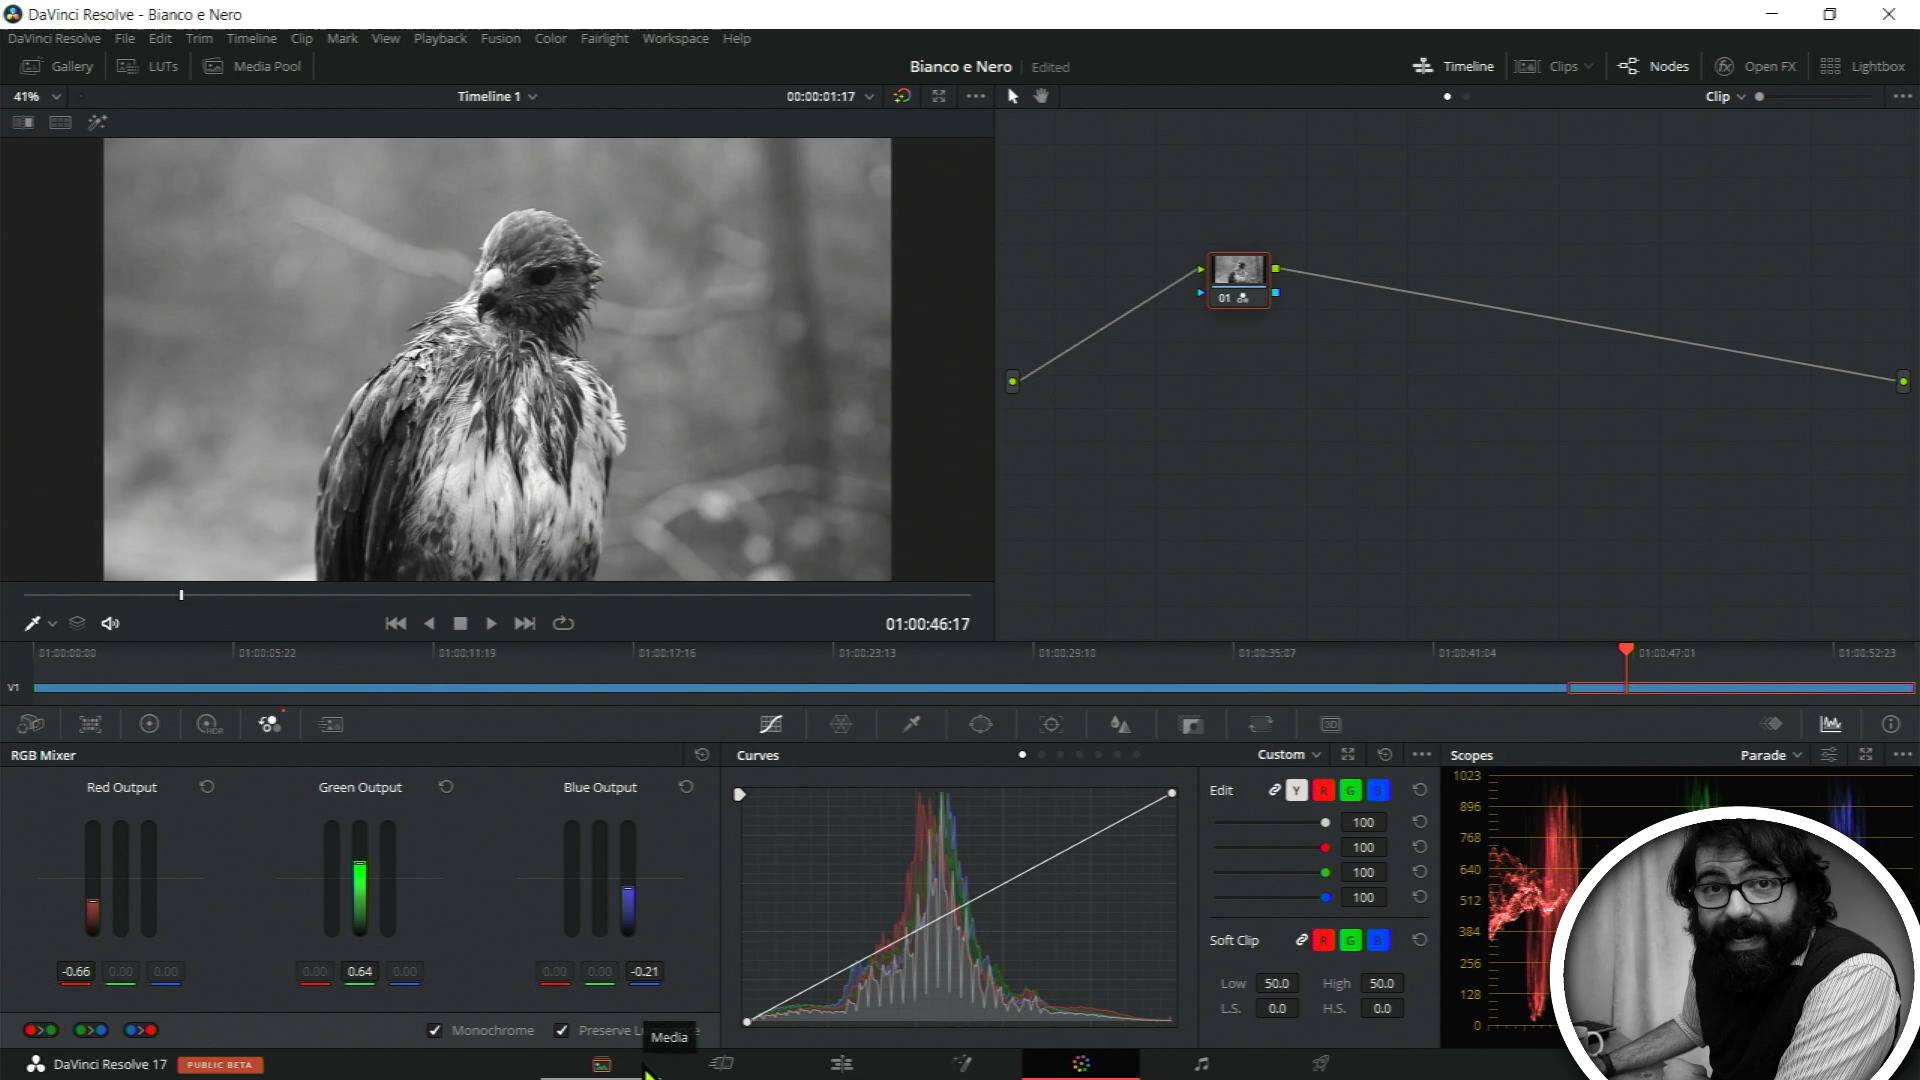 DaVinci Resolve - Bianco e Nero
DaVinci Resolve File Edit Trim Timeline Clip Mark View Playback Fusion Color Fairlight Workspace Help
Gallery LUTs Media Pool Bianco e Nero Edited Timeline Clips Nodes Open FX Lightbox
41% Timeline 1 00:00:01:17 Clip
01
01:00:46:17
01:00:00:00 01:00:05:22 01:00:11:19 01:00:17:16 01:00:23:13 01:00:29:10 01:00:35:07 01:00:41:04 01:00:47:01 01:00:52:23
V1
HDR 3D
RGB Mixer Curves Custom Scopes Parade
Red Output Green Output Blue Output
Edit Y R G B
100
100
100
100
Soft Clip R G B
Low 50.0 High 50.0
L.S. 0.0 H.S. 0.0
1023
896
768
640
512
384
256
128
0
-0.66 0.00 0.00 0.00 0.64 0.00 0.00 0.00 -0.21
Monochrome Preserve
Media
DaVinci Resolve 17 PUBLIC BETA